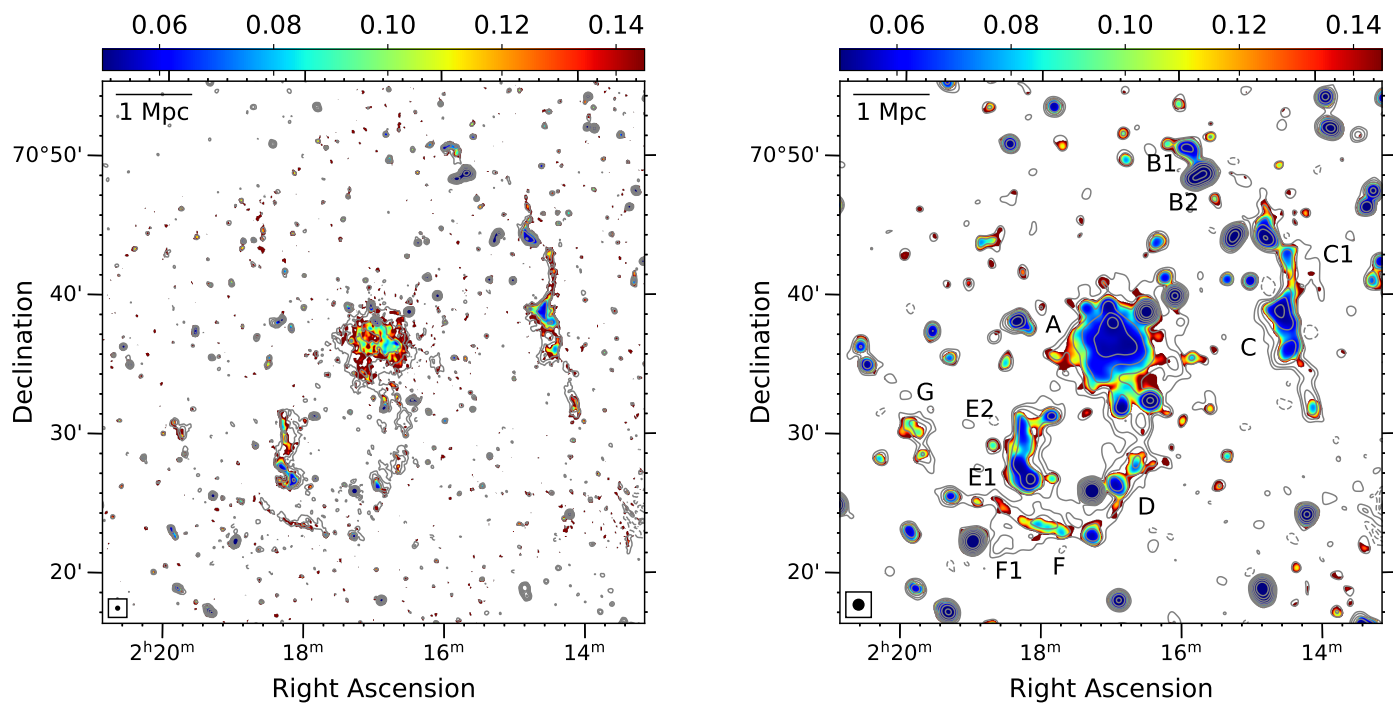 0.06 0.08 0.10 0.12 0.14
1 Mpc
70°50'
40'
30'
20'
Declination
2ʰ20ᵐ 18ᵐ 16ᵐ 14ᵐ
Right Ascension
0.06 0.08 0.10 0.12 0.14
1 Mpc
70°50'
40'
30'
20'
Declination
B1
B2
C1
A
C
G
E2
E1
D
F1 F
2ʰ20ᵐ 18ᵐ 16ᵐ 14ᵐ
Right Ascension